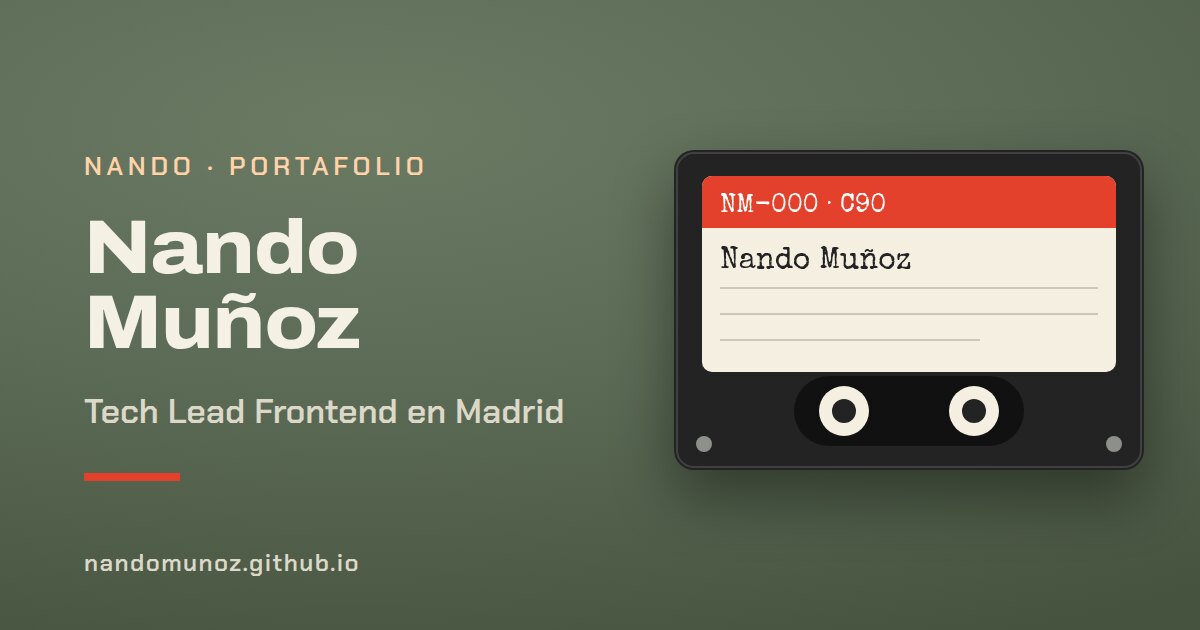 NANDO · PORTAFOLIO
Nando
Muñoz
Tech Lead Frontend en Madrid
nandomunoz.github.io
NM-000 · C90
Nando Muñoz